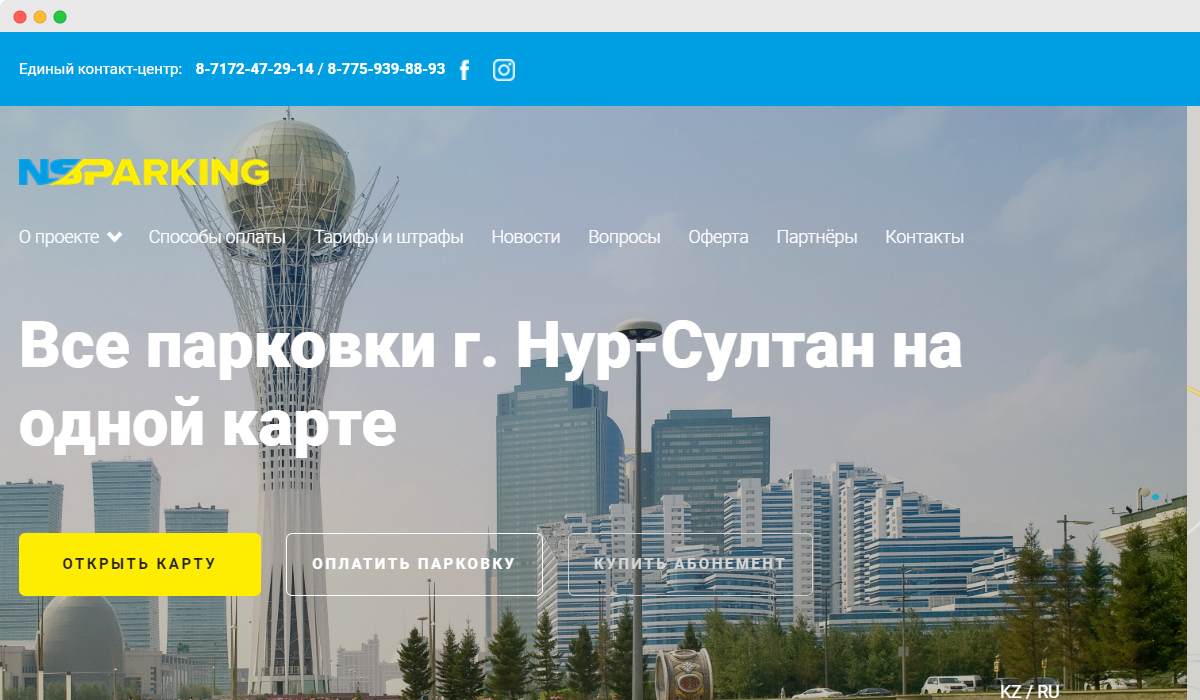 Единый контакт-центр: 8-7172-47-29-14 / 8-775-939-88-93
NSPARKING
О проекте Способы оплаты Тарифы и штрафы Новости Вопросы Оферта Партнёры Контакты
Все парковки г. Нур-Султан на
одной карте
ОТКРЫТЬ КАРТУ ОПЛАТИТЬ ПАРКОВКУ КУПИТЬ АБОНЕМЕНТ
KZ / RU